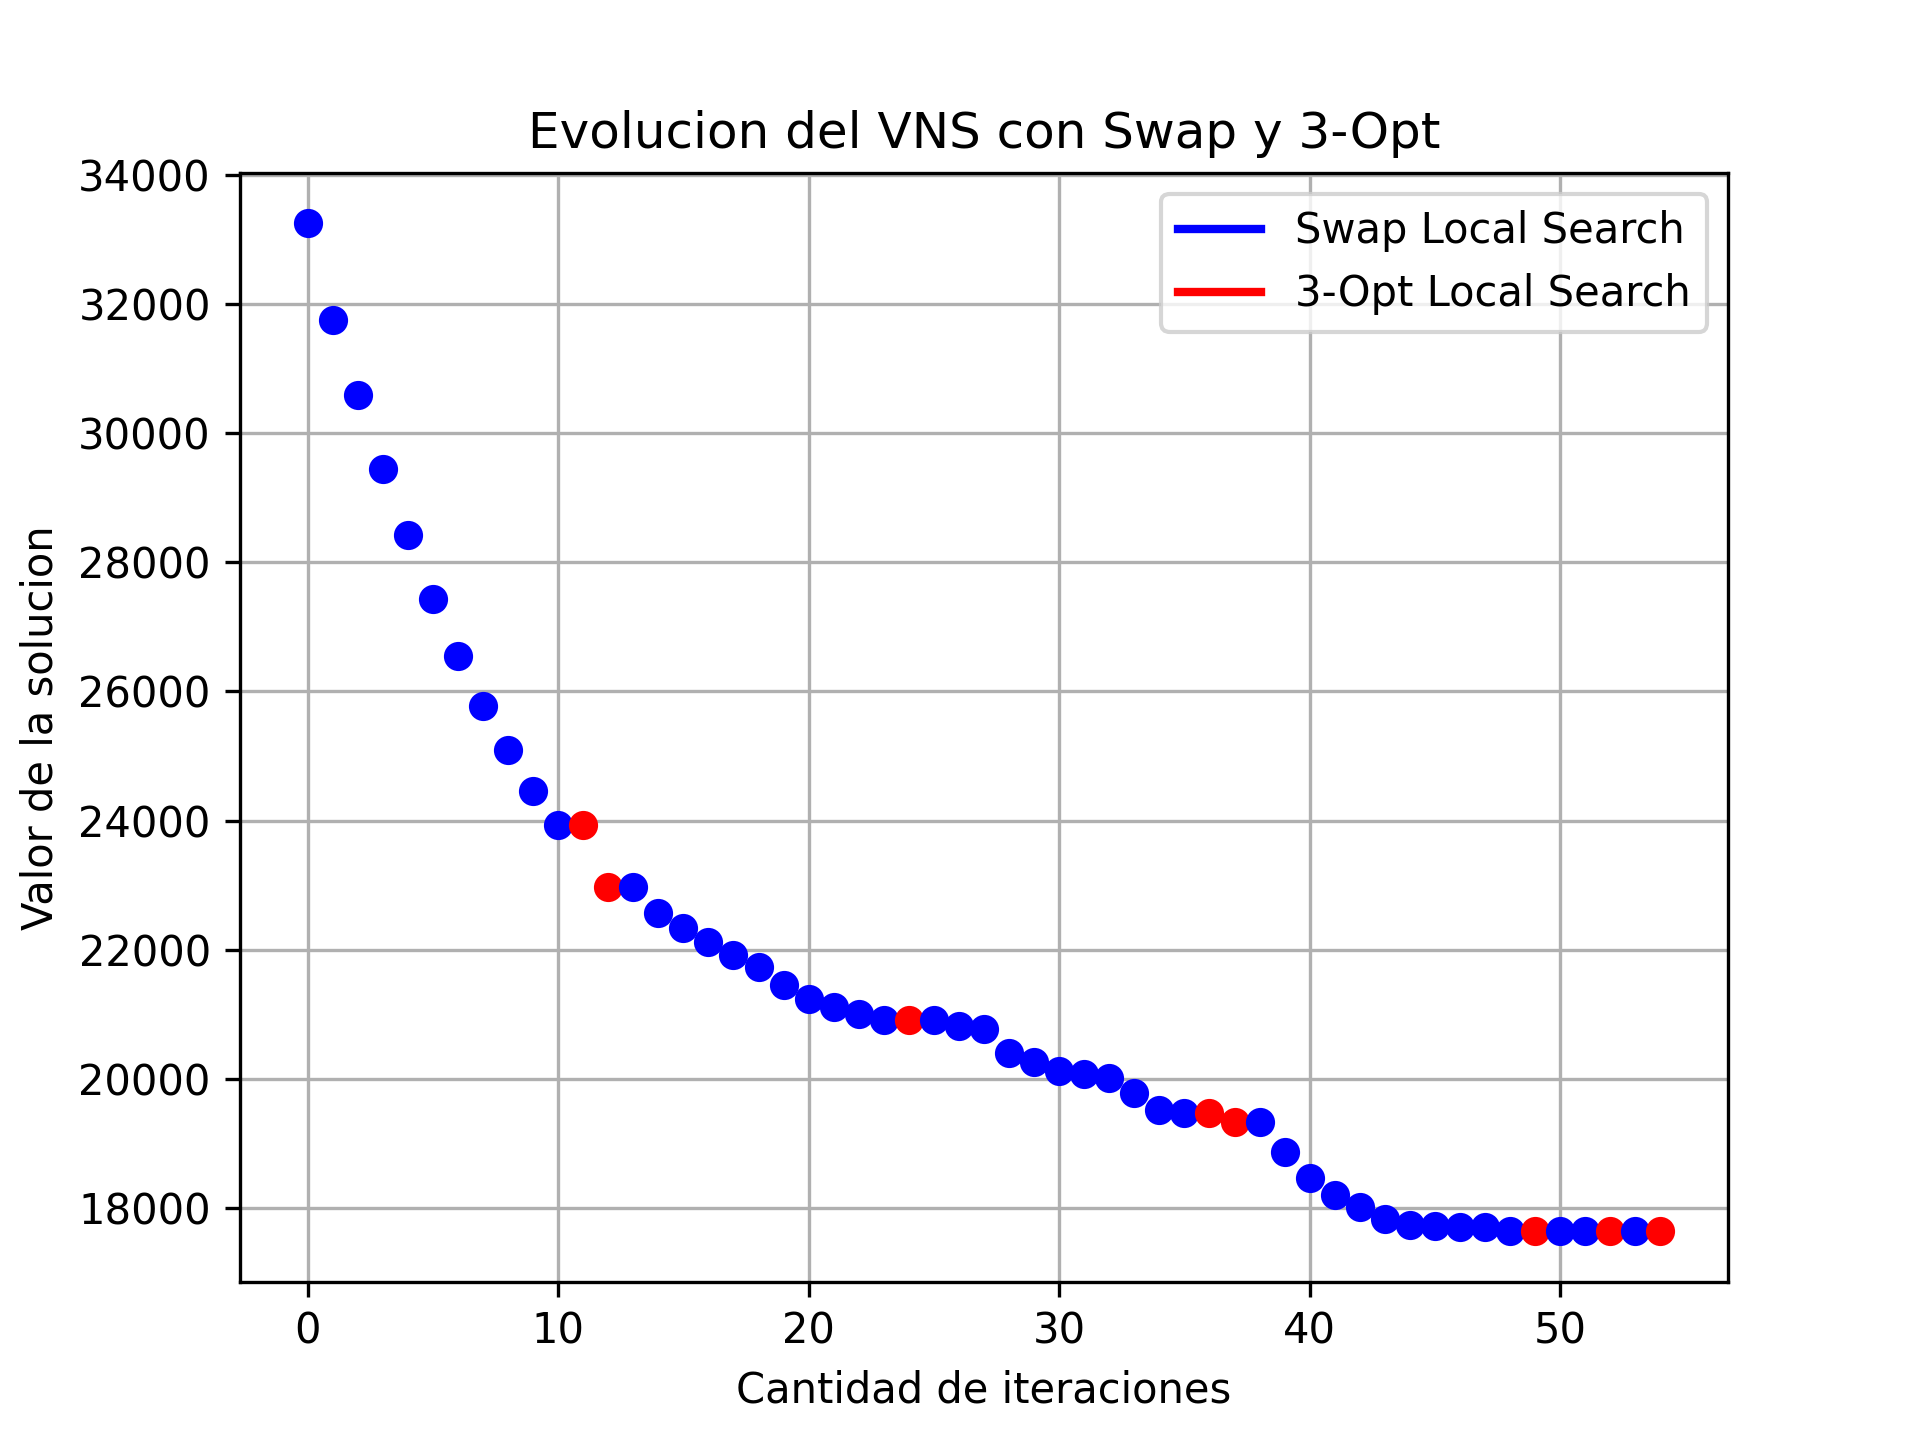 Evolucion del VNS con Swap y 3-Opt
Swap Local Search
3-Opt Local Search
Valor de la solucion
34000
32000
30000
28000
26000
24000
22000
20000
18000
0 10 20 30 40 50
Cantidad de iteraciones